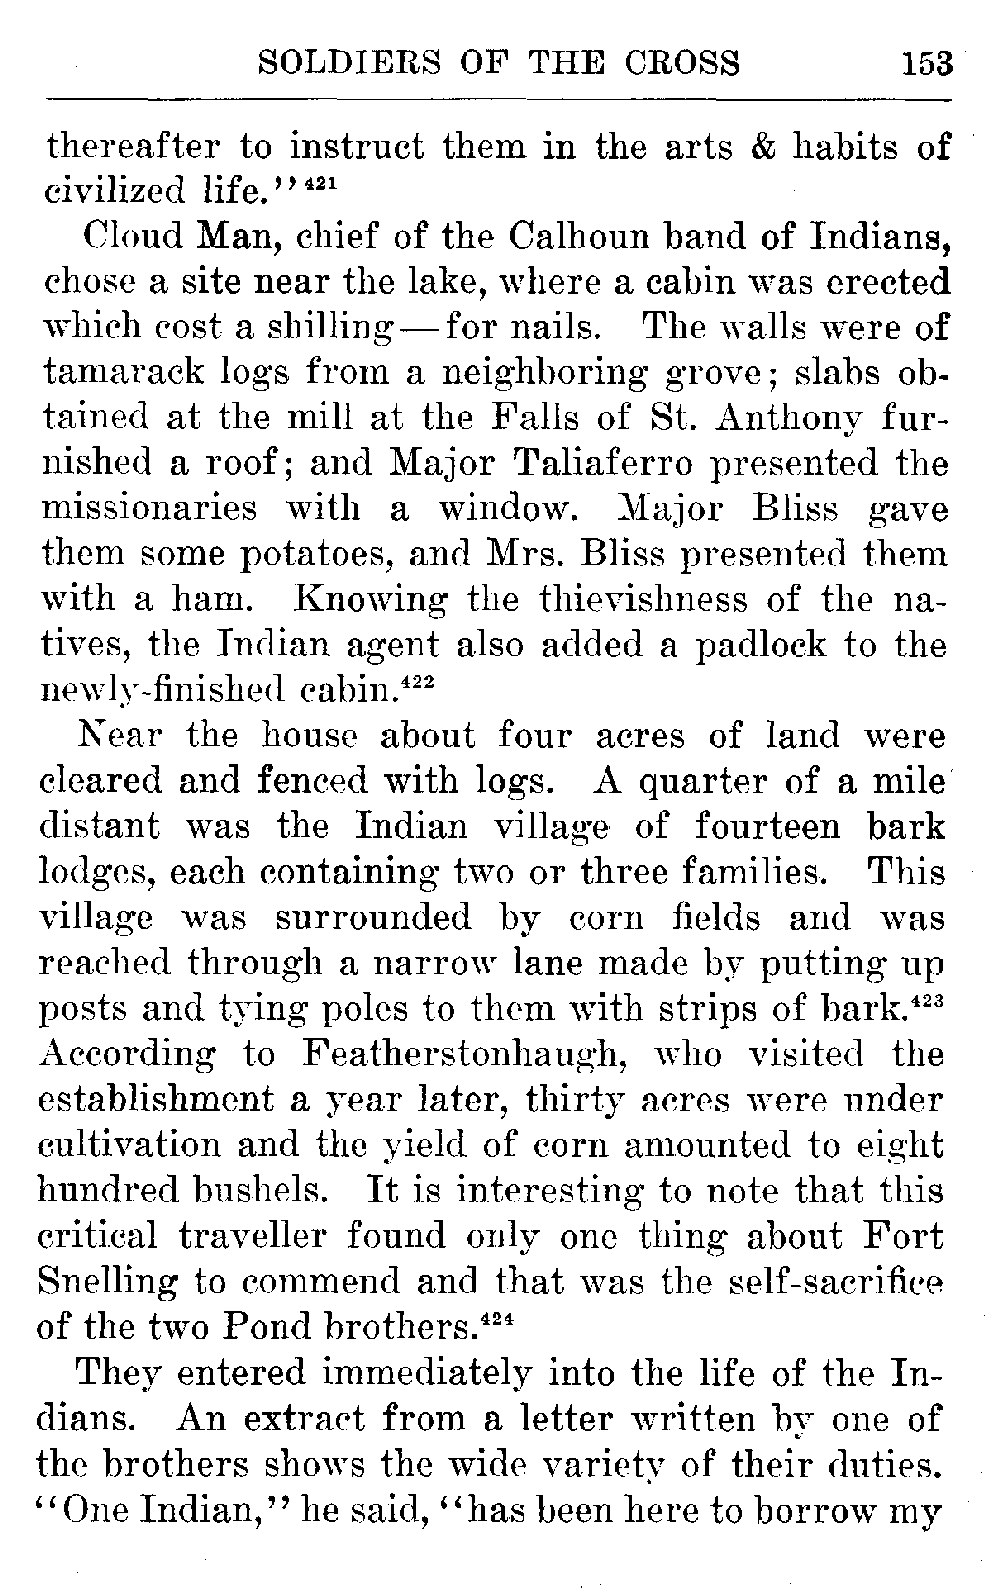 SOLDIERS OF THE CROSS 153
thereafter to instruct them in the arts & habits of
civilized life.''⁴²¹
Cloud Man, chief of the Calhoun band of Indians,
chose a site near the lake, where a cabin was erected
which cost a shilling—for nails. The walls were of
tamarack logs from a neighboring grove; slabs ob-
tained at the mill at the Falls of St. Anthony fur-
nished a roof; and Major Taliaferro presented the
missionaries with a window. Major Bliss gave
them some potatoes, and Mrs. Bliss presented them
with a ham. Knowing the thievishness of the na-
tives, the Indian agent also added a padlock to the
newly-finished cabin.⁴²²
Near the house about four acres of land were
cleared and fenced with logs. A quarter of a mile
distant was the Indian village of fourteen bark
lodges, each containing two or three families. This
village was surrounded by corn fields and was
reached through a narrow lane made by putting up
posts and tying poles to them with strips of bark.⁴²³
According to Featherstonhaugh, who visited the
establishment a year later, thirty acres were under
cultivation and the yield of corn amounted to eight
hundred bushels. It is interesting to note that this
critical traveller found only one thing about Fort
Snelling to commend and that was the self-sacrifice
of the two Pond brothers.⁴²⁴
They entered immediately into the life of the In-
dians. An extract from a letter written by one of
the brothers shows the wide variety of their duties.
''One Indian,'' he said, ''has been here to borrow my